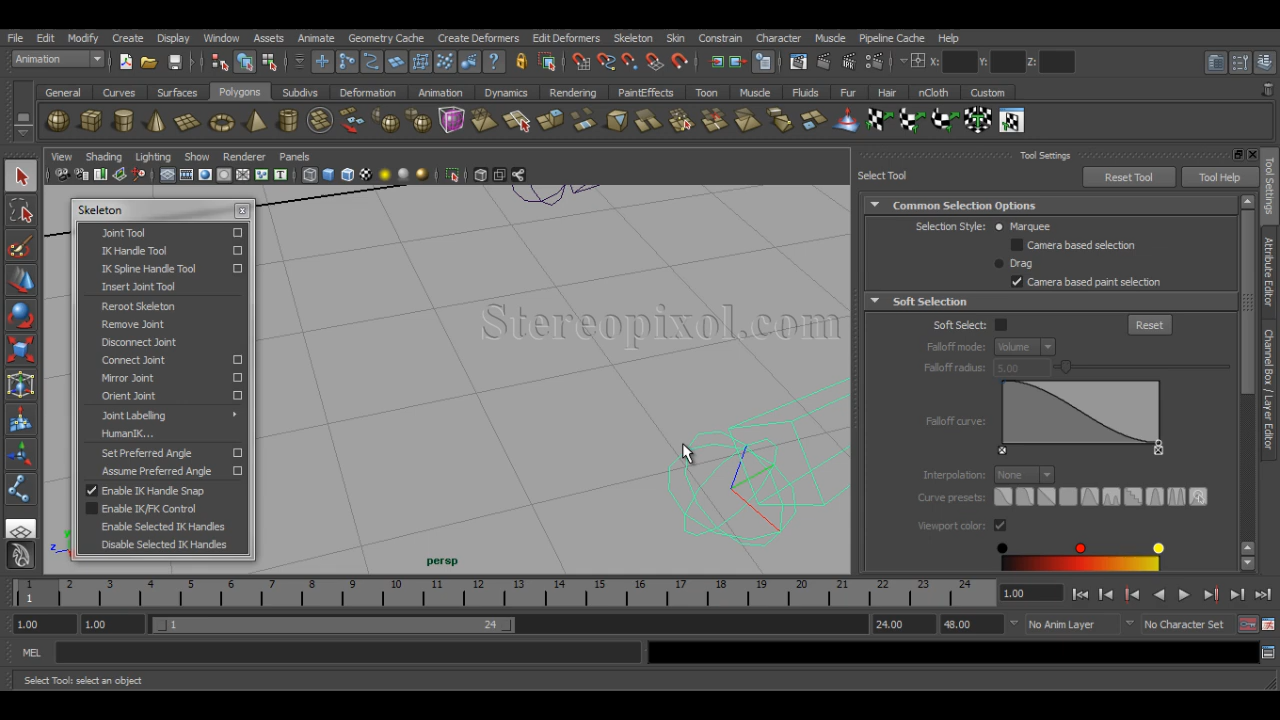 File Edit Modify Create Display Window Assets Animate Geometry Cache Create Deformers Edit Deformers Skeleton Skin Constrain Character Muscle Pipeline Cache Help
Animation X: Y: Z:
General Curves Surfaces Polygons Subdivs Deformation Animation Dynamics Rendering PaintEffects Toon Muscle Fluids Fur Hair nCloth Custom
View Shading Lighting Show Renderer Panels
Tool Settings
Select Tool Reset Tool Tool Help
Common Selection Options
Selection Style: Marquee
Camera based selection
Drag
Camera based paint selection
Soft Selection
Soft Select: Reset
Falloff mode: Volume
Falloff radius: 5.00
Falloff curve:
Interpolation: None
Curve presets:
Viewport color:
Tool Settings
Attribute Editor
Channel Box / Layer Editor
Skeleton
Joint Tool
IK Handle Tool
IK Spline Handle Tool
Insert Joint Tool
Reroot Skeleton
Remove Joint
Disconnect Joint
Connect Joint
Mirror Joint
Orient Joint
Joint Labelling
HumanIK...
Set Preferred Angle
Assume Preferred Angle
Enable IK Handle Snap
Enable IK/FK Control
Enable Selected IK Handles
Disable Selected IK Handles
Stereopixol.com
z
persp
1 2 3 4 5 6 7 8 9 10 11 12 13 14 15 16 17 18 19 20 21 22 23 24
1 1.00
1.00 1.00 1 24 24.00 48.00 No Anim Layer No Character Set
MEL
Select Tool: select an object